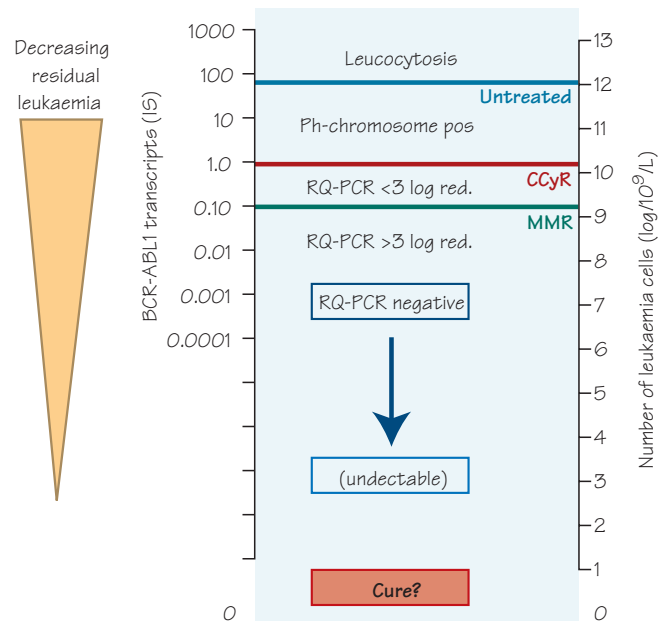 Decreasing
residual
leukaemia
BCR-ABL1 transcripts (IS)
1000
100
10
1.0
0.10
0.01
0.001
0.0001
0
Leucocytosis
Untreated
Ph-chromosome pos
CCyR
RQ-PCR <3 log red.
MMR
RQ-PCR >3 log red.
RQ-PCR negative
(undectable)
Cure?
13
12
11
10
9
8
7
6
5
4
3
2
1
0
Number of leukaemia cells (log/10⁹/L)